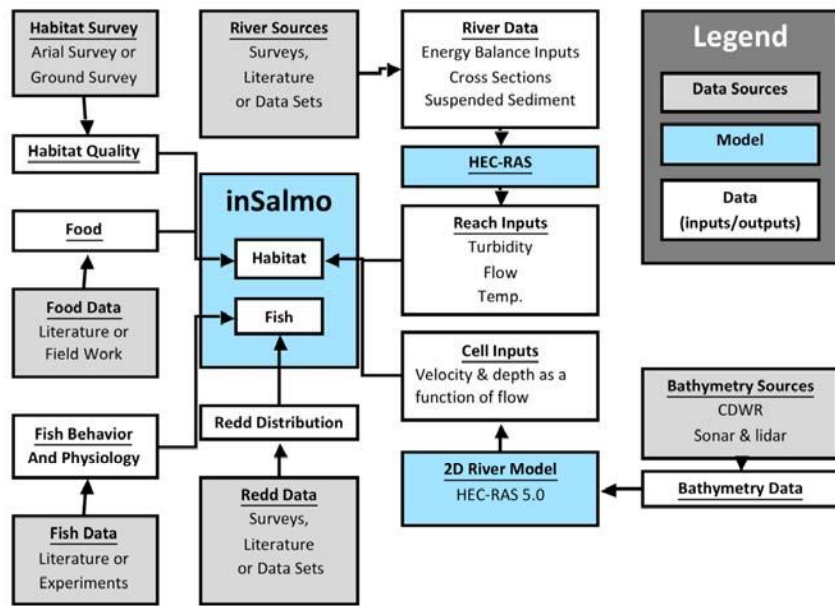 Habitat Survey
Arial Survey or
Ground Survey
Habitat Quality
Food
Food Data
Literature or
Field Work
Fish Behavior
And Physiology
Fish Data
Literature or
Experiments
River Sources
Surveys,
Literature
or Data Sets
inSalmo
Habitat
Fish
Redd Distribution
Redd Data
Surveys,
Literature
or Data Sets
River Data
Energy Balance Inputs
Cross Sections
Suspended Sediment
HEC-RAS
Reach Inputs
Turbidity
Flow
Temp.
Cell Inputs
Velocity & depth as a
function of flow
2D River Model
HEC-RAS 5.0
Legend
Data Sources
Model
Data
(inputs/outputs)
Bathymetry Sources
CDWR
Sonar & lidar
Bathymetry Data